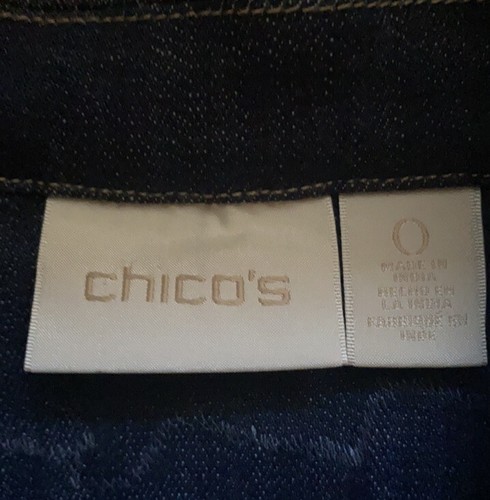 chico's
0
MADE IN
INDIA
HECHO EN
LA INDIA
FABRIQUÉ EN
INDE